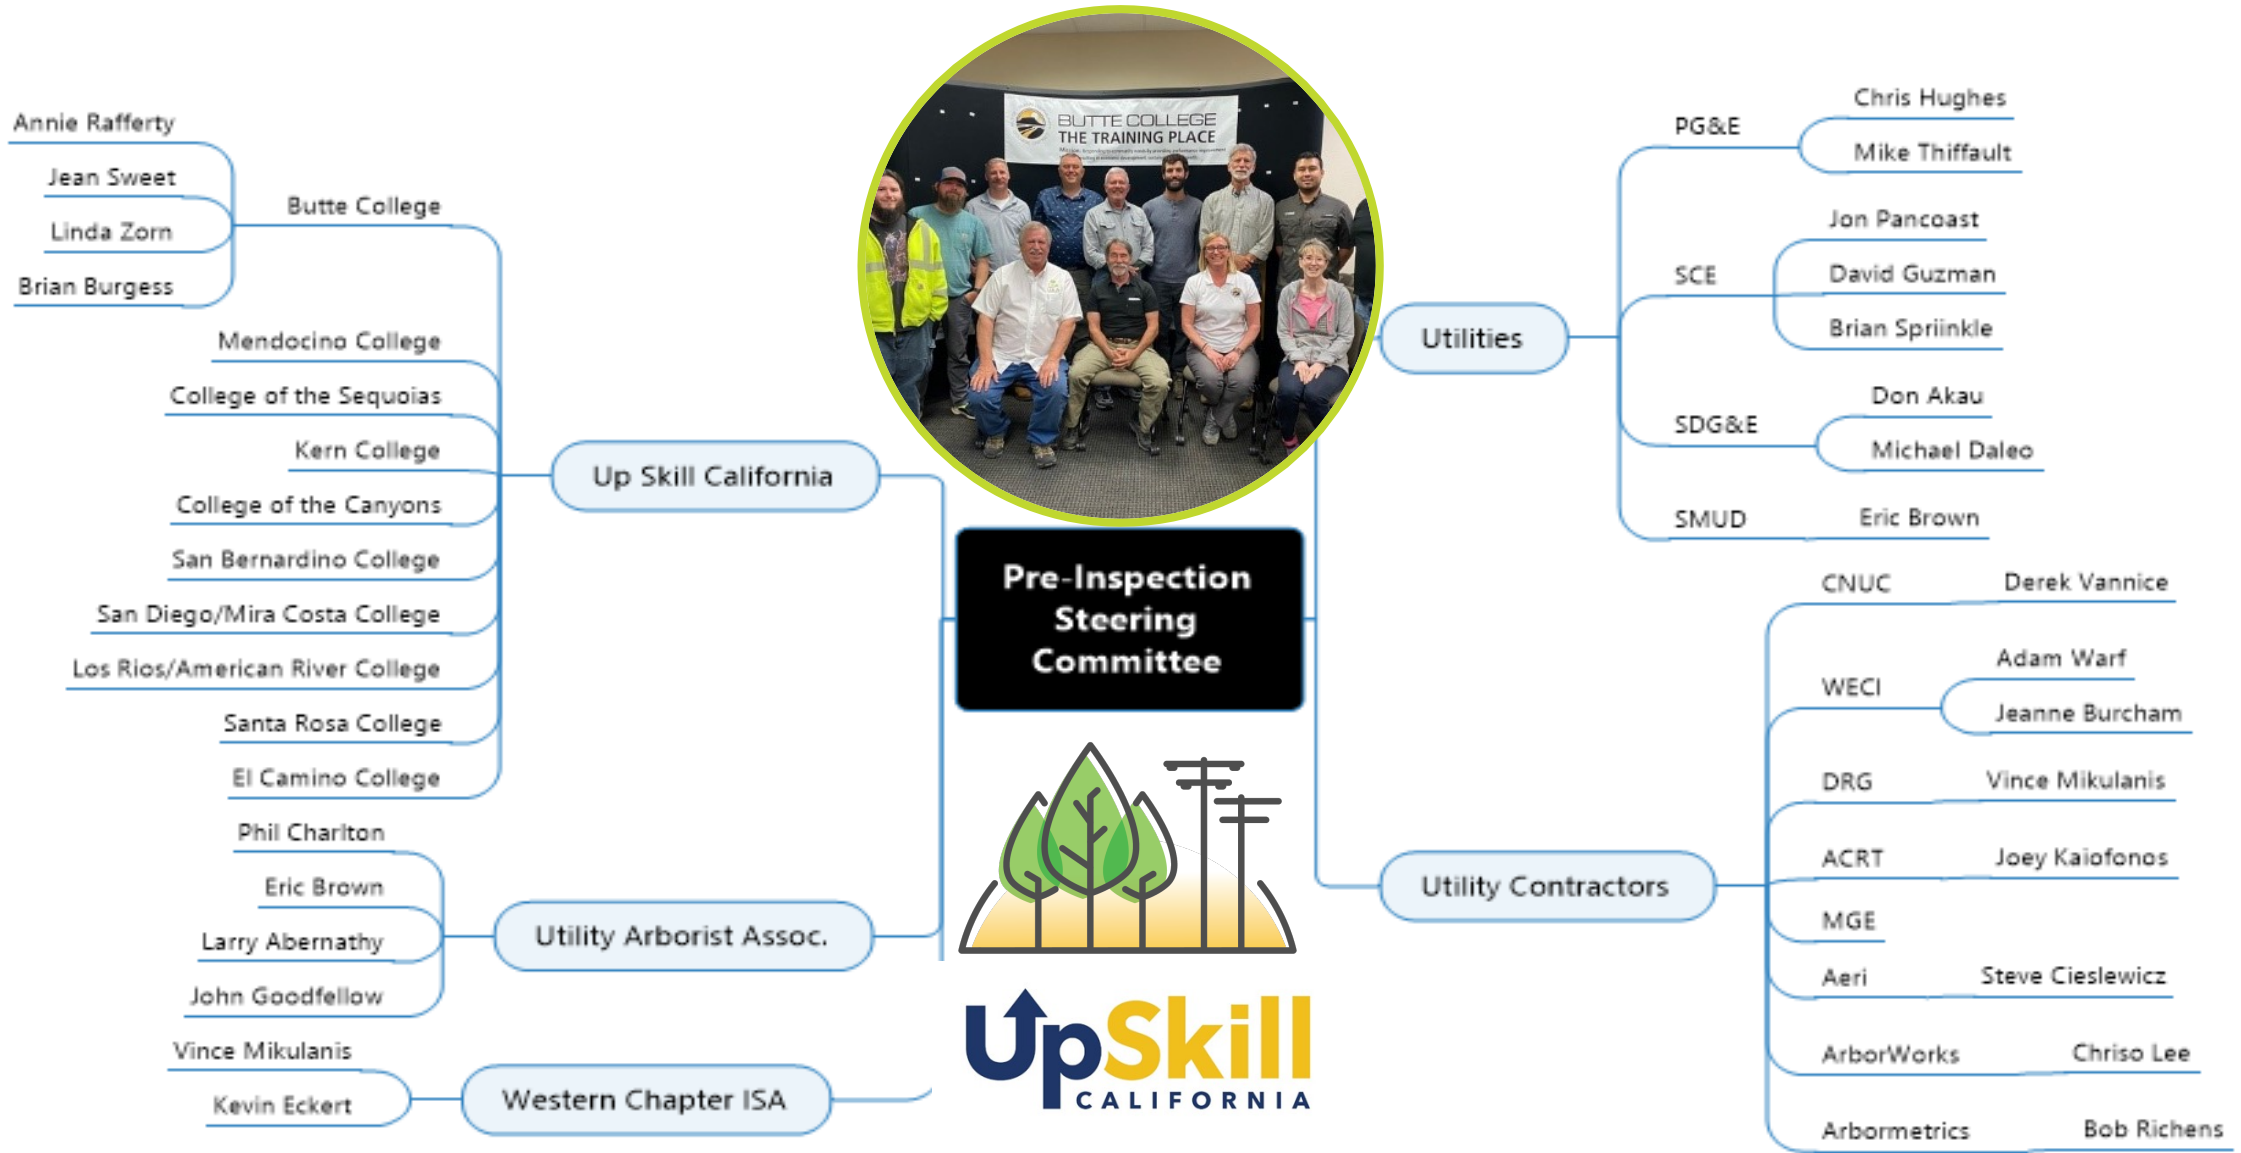 Annie Rafferty
Jean Sweet
Linda Zorn
Brian Burgess
Butte College
Mendocino College
College of the Sequoias
Kern College
College of the Canyons
San Bernardino College
San Diego/Mira Costa College
Los Rios/American River College
Santa Rosa College
El Camino College
Up Skill California
Phil Charlton
Eric Brown
Larry Abernathy
John Goodfellow
Utility Arborist Assoc.
Vince Mikulanis
Kevin Eckert
Western Chapter ISA
BUTTE COLLEGE
THE TRAINING PLACE
Pre-Inspection
Steering
Committee
UpSkill
CALIFORNIA
Utilities
PG&E
Chris Hughes
Mike Thiffault
SCE
Jon Pancoast
David Guzman
Brian Spriinkle
SDG&E
Don Akau
Michael Daleo
SMUD
Eric Brown
Utility Contractors
CNUC
Derek Vannice
WECI
Adam Warf
Jeanne Burcham
DRG
Vince Mikulanis
ACRT
Joey Kaiofonos
MGE
Aeri
Steve Cieslewicz
ArborWorks
Chriso Lee
Arbormetrics
Bob Richens